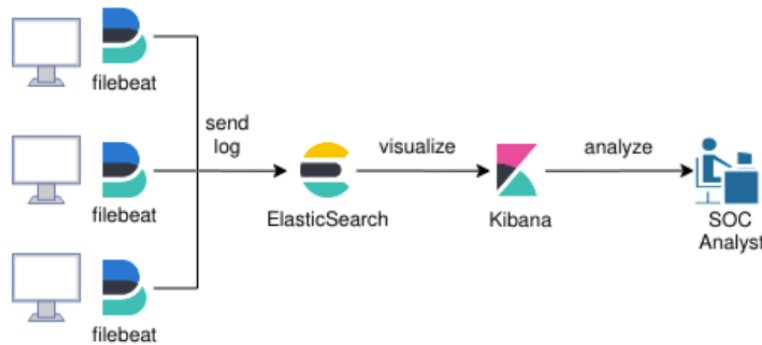 filebeat
send
log
filebeat
filebeat
visualize
analyze
ElasticSearch
Kibana
SOC
Analyst